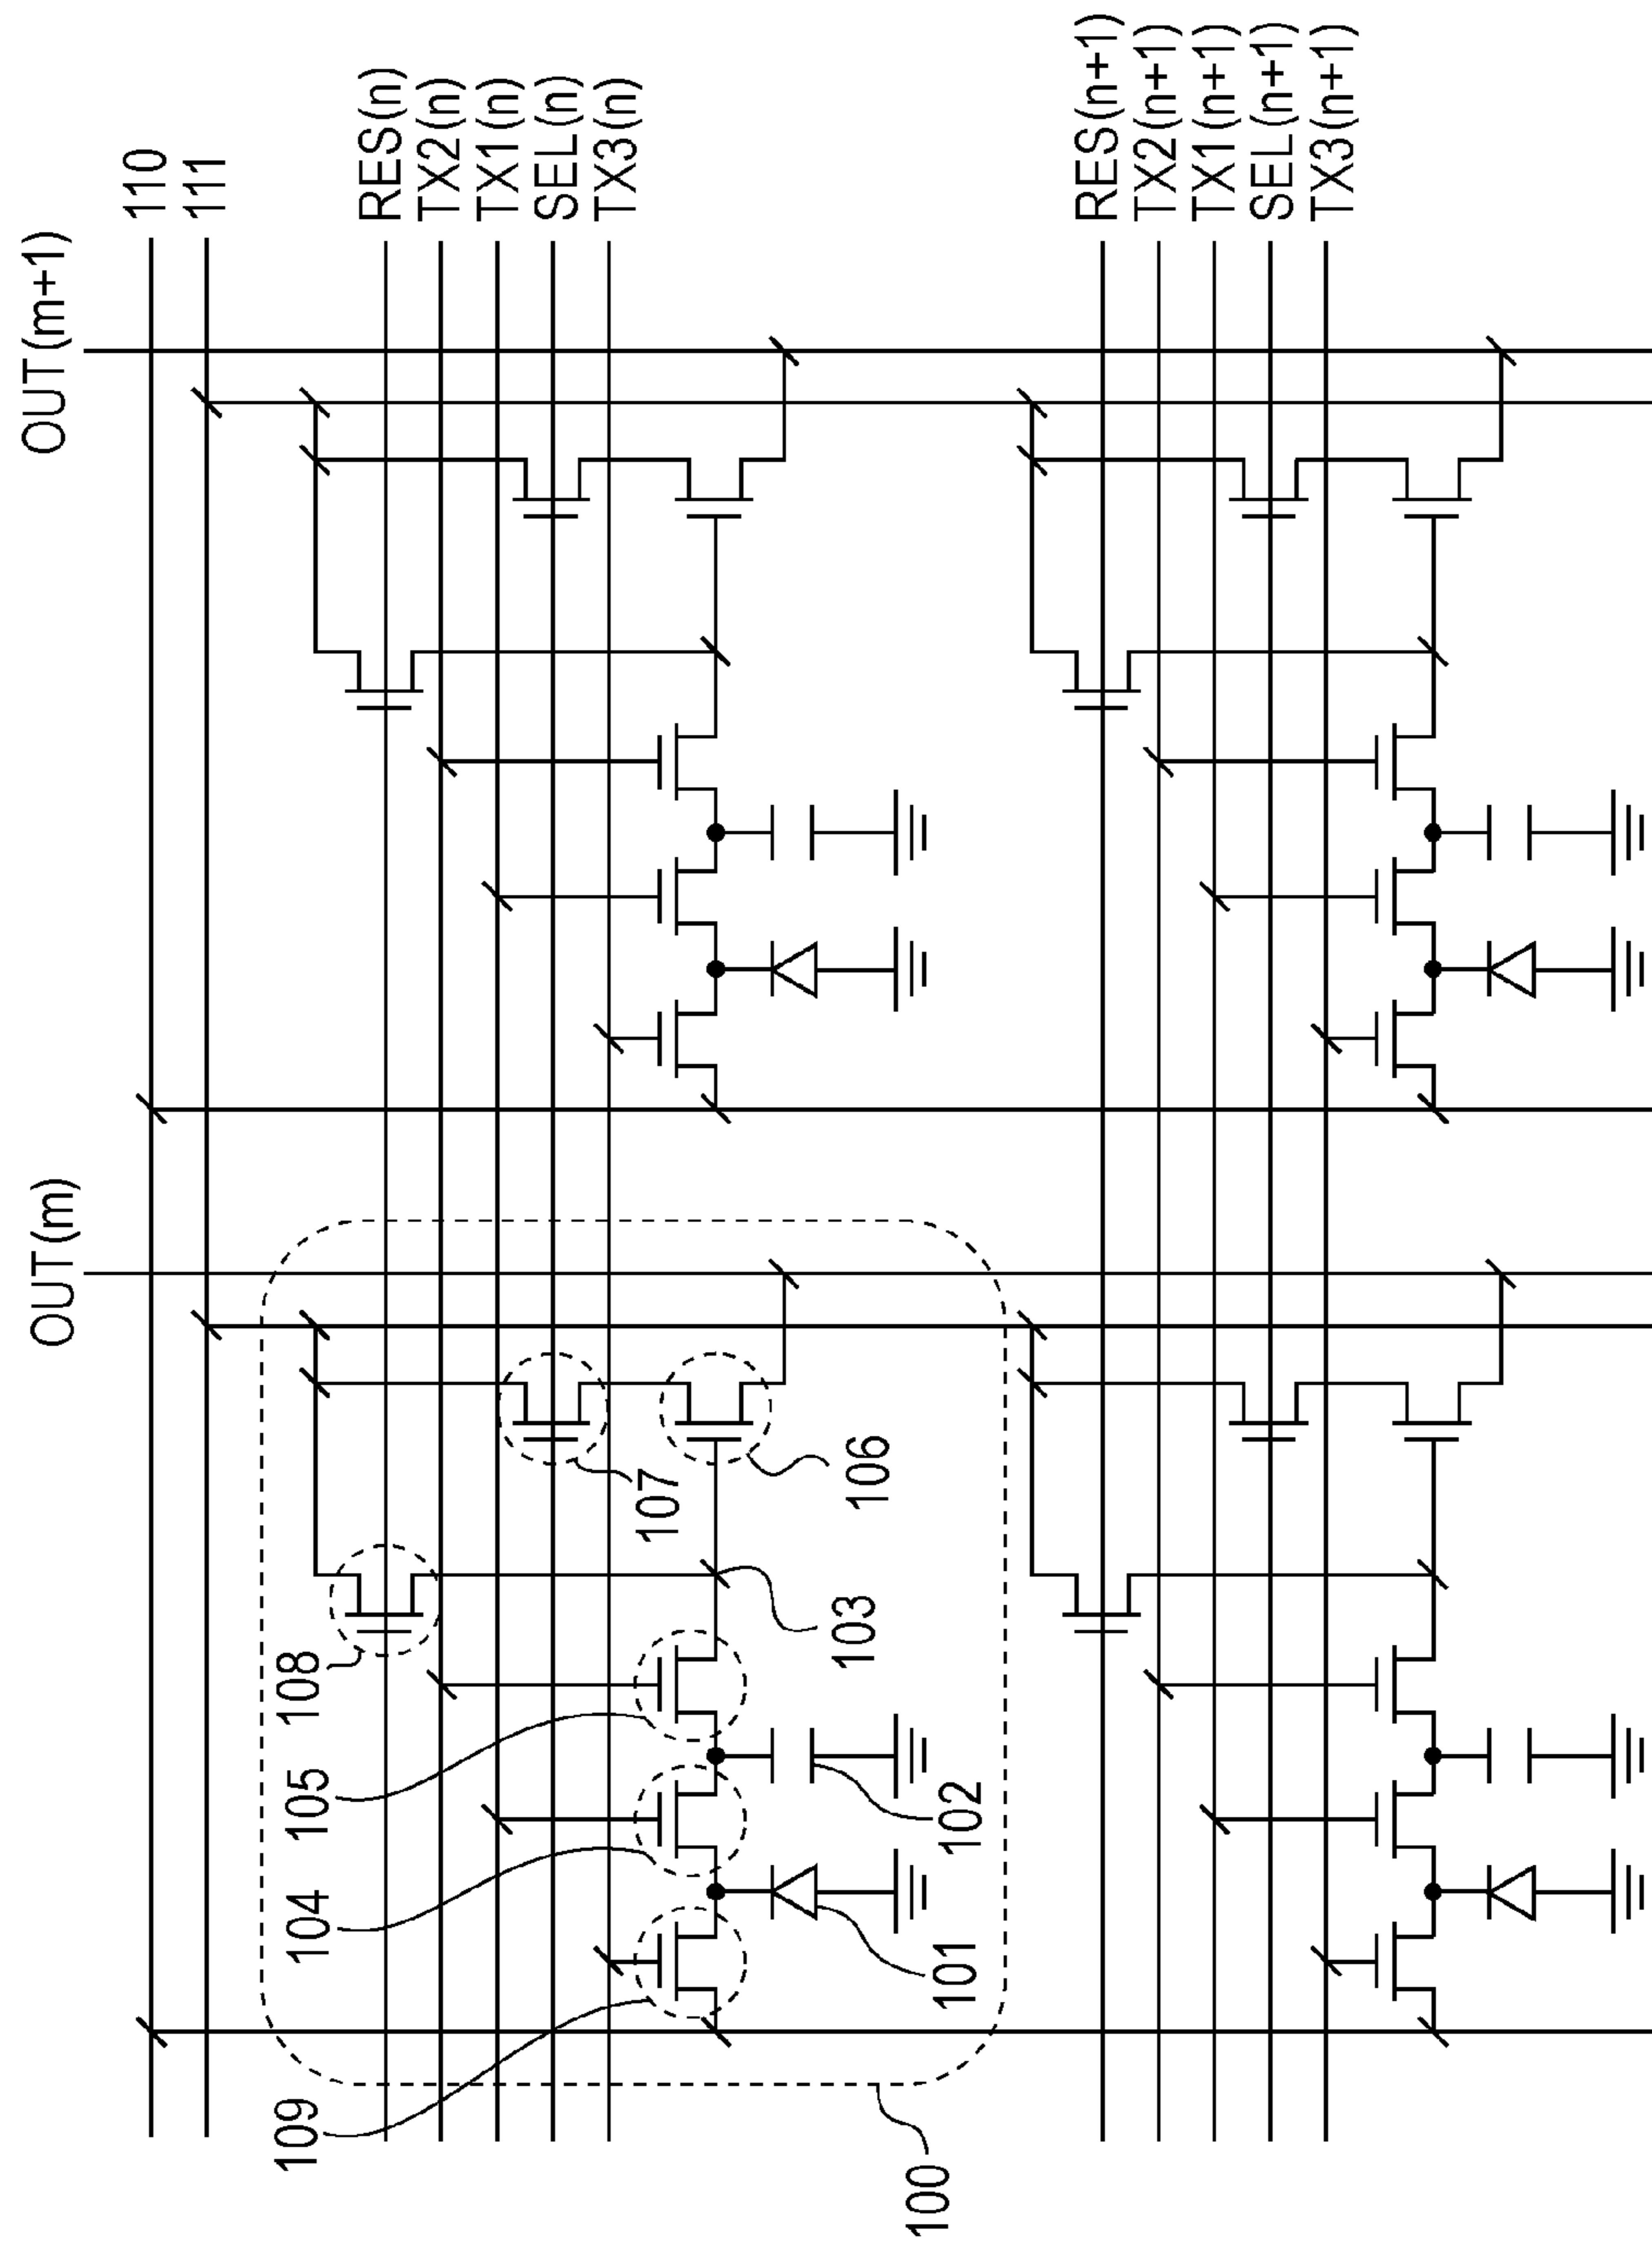 OUT(m)
OUT(m+1)
110
111
RES(n)
TX2(n)
TX1(n)
SEL(n)
TX3(n)
RES(n+1)
TX2(n+1)
TX1(n+1)
SEL(n+1)
TX3(n+1)
109
104
105
108
107
106
103
102
101
100